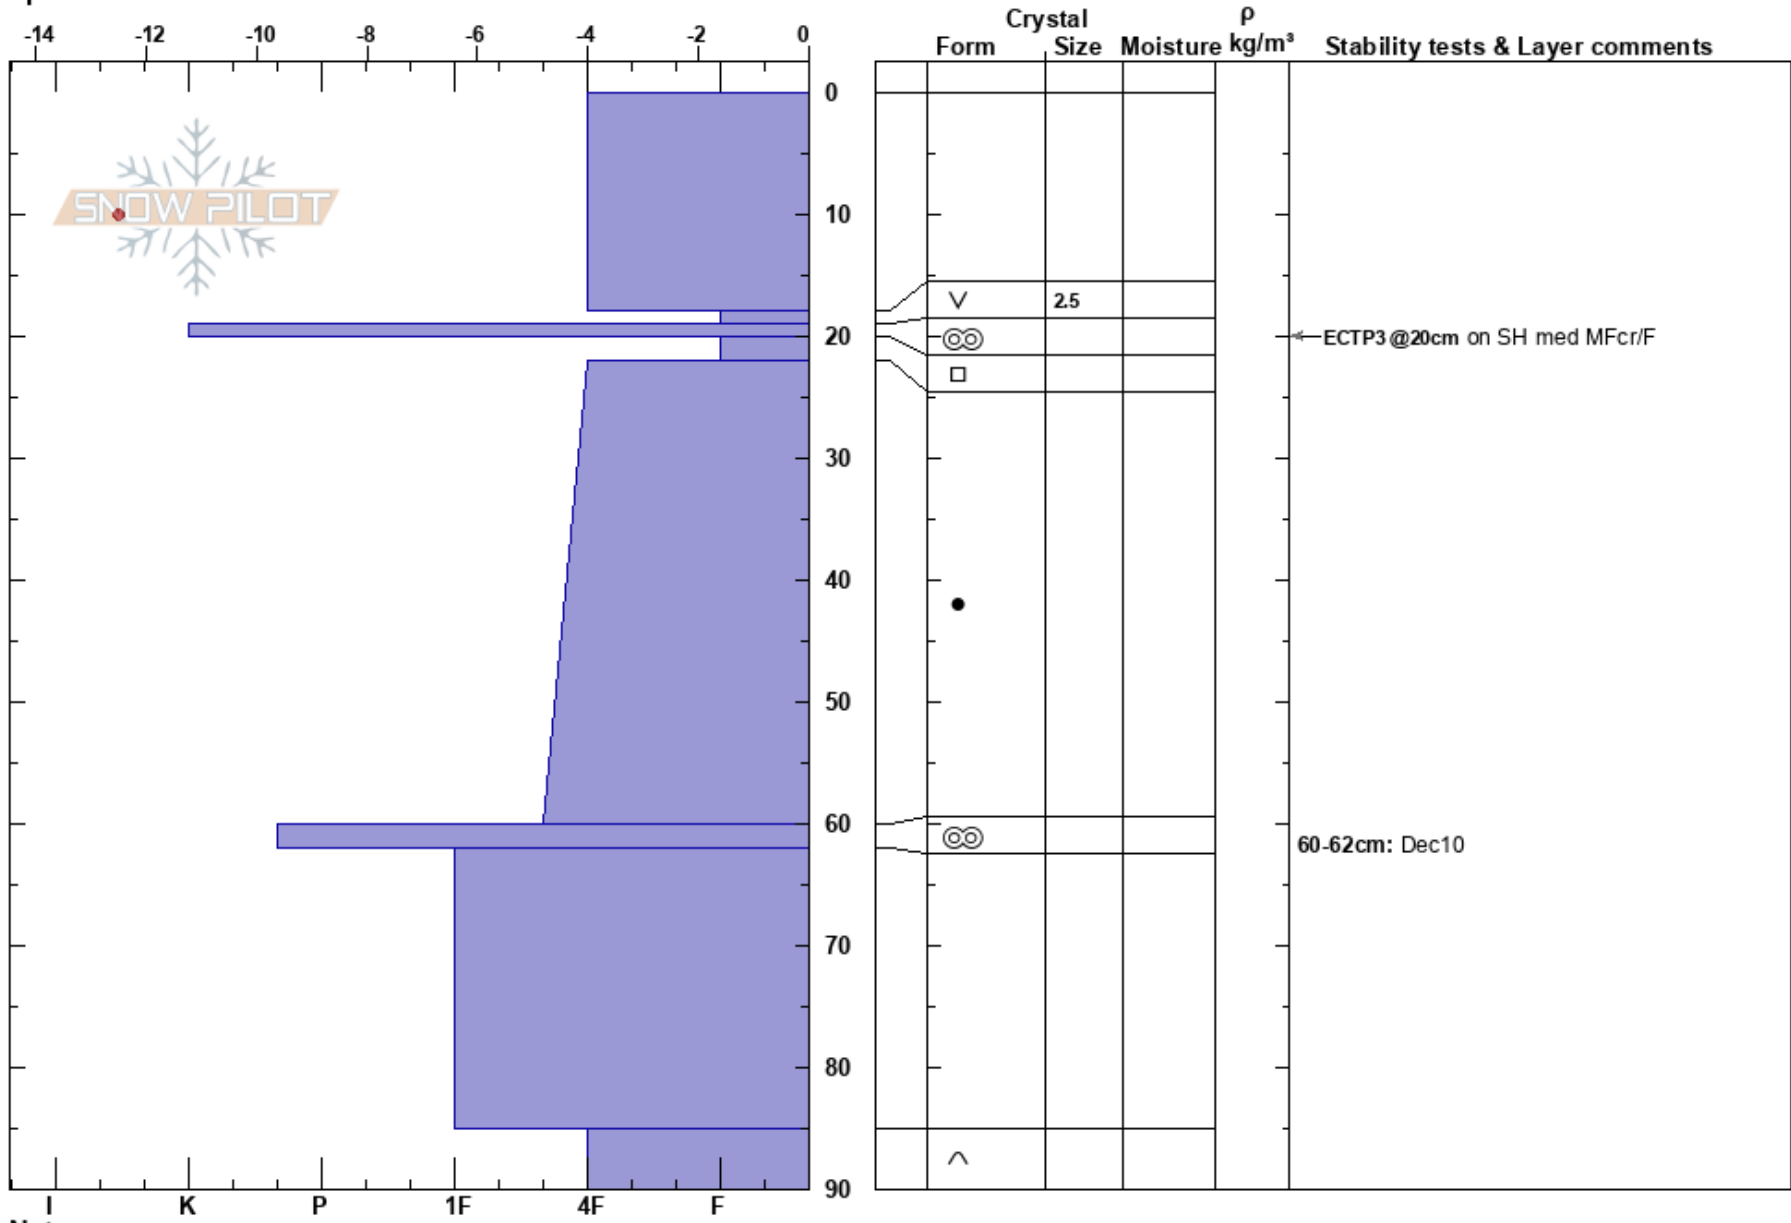 -14 -12 -10 -8 -6 -4 -2 0
Crystal
Form Size Moisture ρ kg/m³ Stability tests & Layer comments
0
SNOW PILOT
10
2.5
20
ECTP3 @20cm on SH med MFcr/F
30
40
50
60
60-62cm: Dec10
70
80
90
I K P 1F 4F F